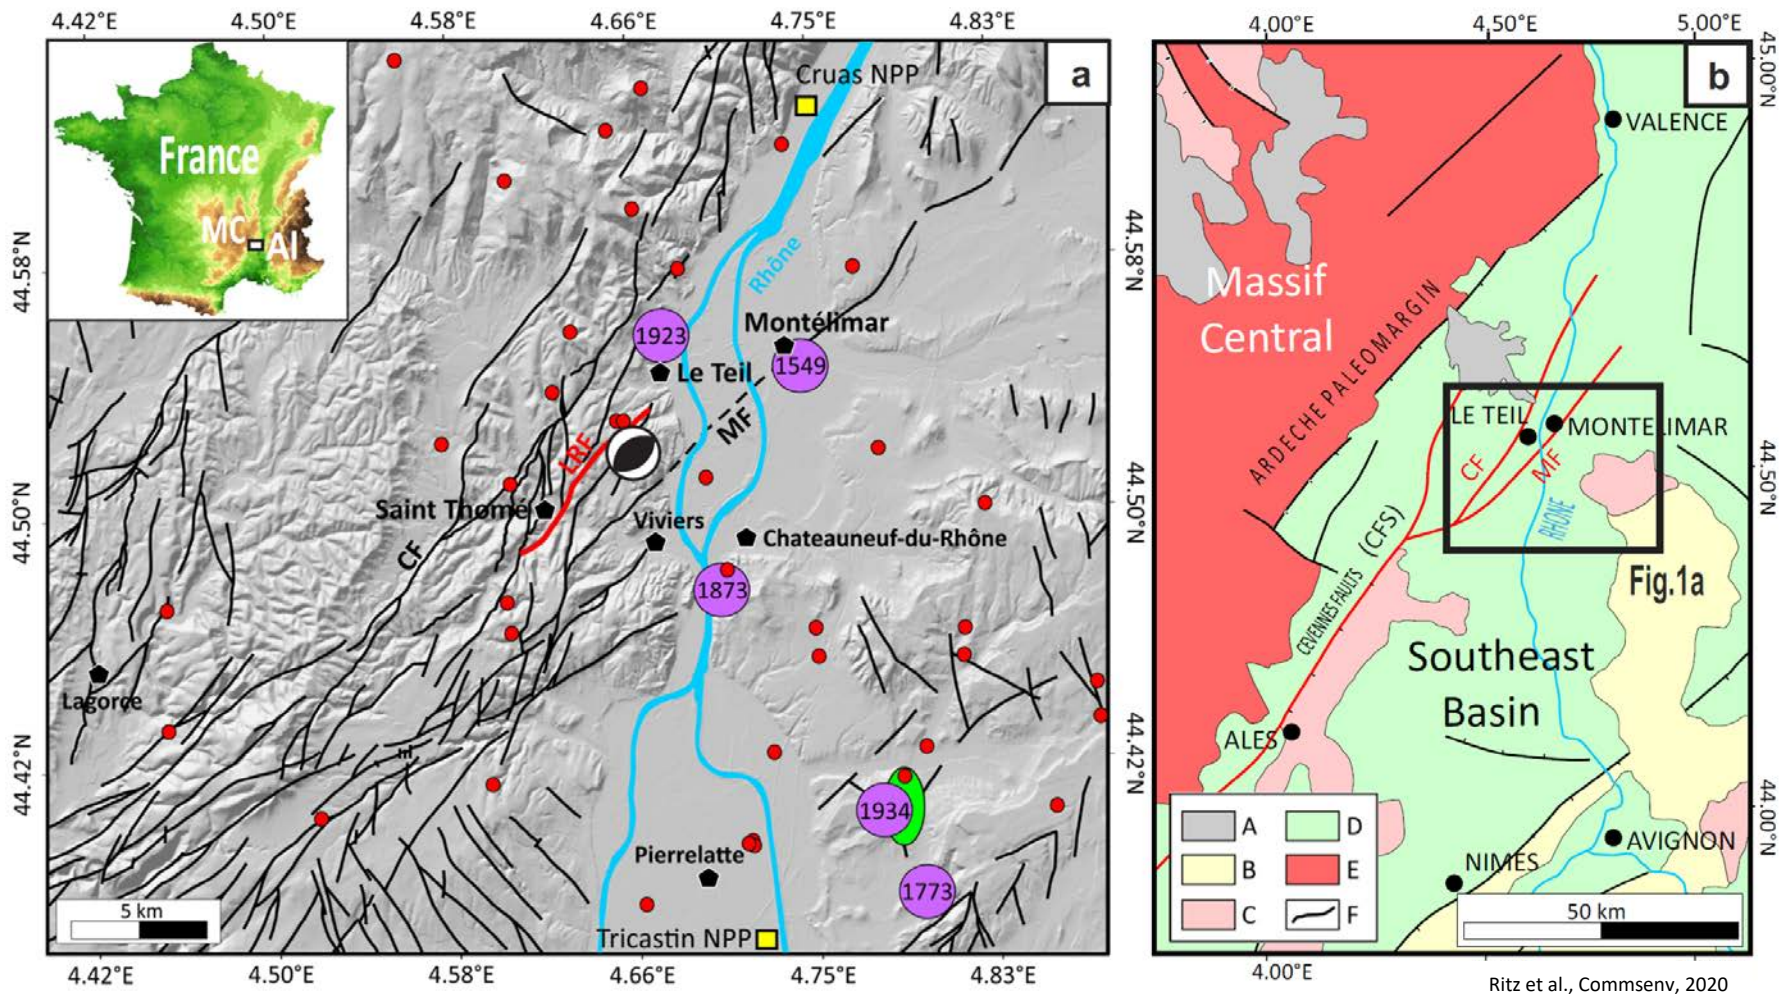 4.42°E 4.50°E 4.58°E 4.66°E 4.75°E 4.83°E
4.00°E 4.50°E 5.00°E
a
b
France
MC
Al
Cruas NPP
Rhône
44.58°N
44.58°N
1923
Montélimar
1549
Le Teil
MF
LRF
Saint Thomé
Viviers
Chateauneuf-du-Rhône
CF
44.50°N
44.50°N
1873
Lagorce
44.42°N
44.42°N
1934
Pierrelatte
1773
5 km
Tricastin NPP
4.42°E 4.50°E 4.58°E 4.66°E 4.75°E 4.83°E
45.00°N
VALENCE
Massif
Central
ARDECHE PALEOMARGIN
LE TEIL
MONTELIMAR
CF
MF
44.50°N
RHONE
CEVENNES FAULTS (CFS)
Fig.1a
Southeast
Basin
ALES
44.00°N
A D
B E
C F
AVIGNON
NIMES
50 km
4.00°E 4.50°E 5.00°E
Ritz et al., Commsenv, 2020